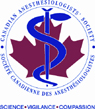 CANADIAN ANESTHESIOLOGISTS' SOCIETY
SOCIÉTÉ CANADIENNE DES ANESTHÉSIOLOGISTES
SCIENCE•VIGILANCE•COMPASSION